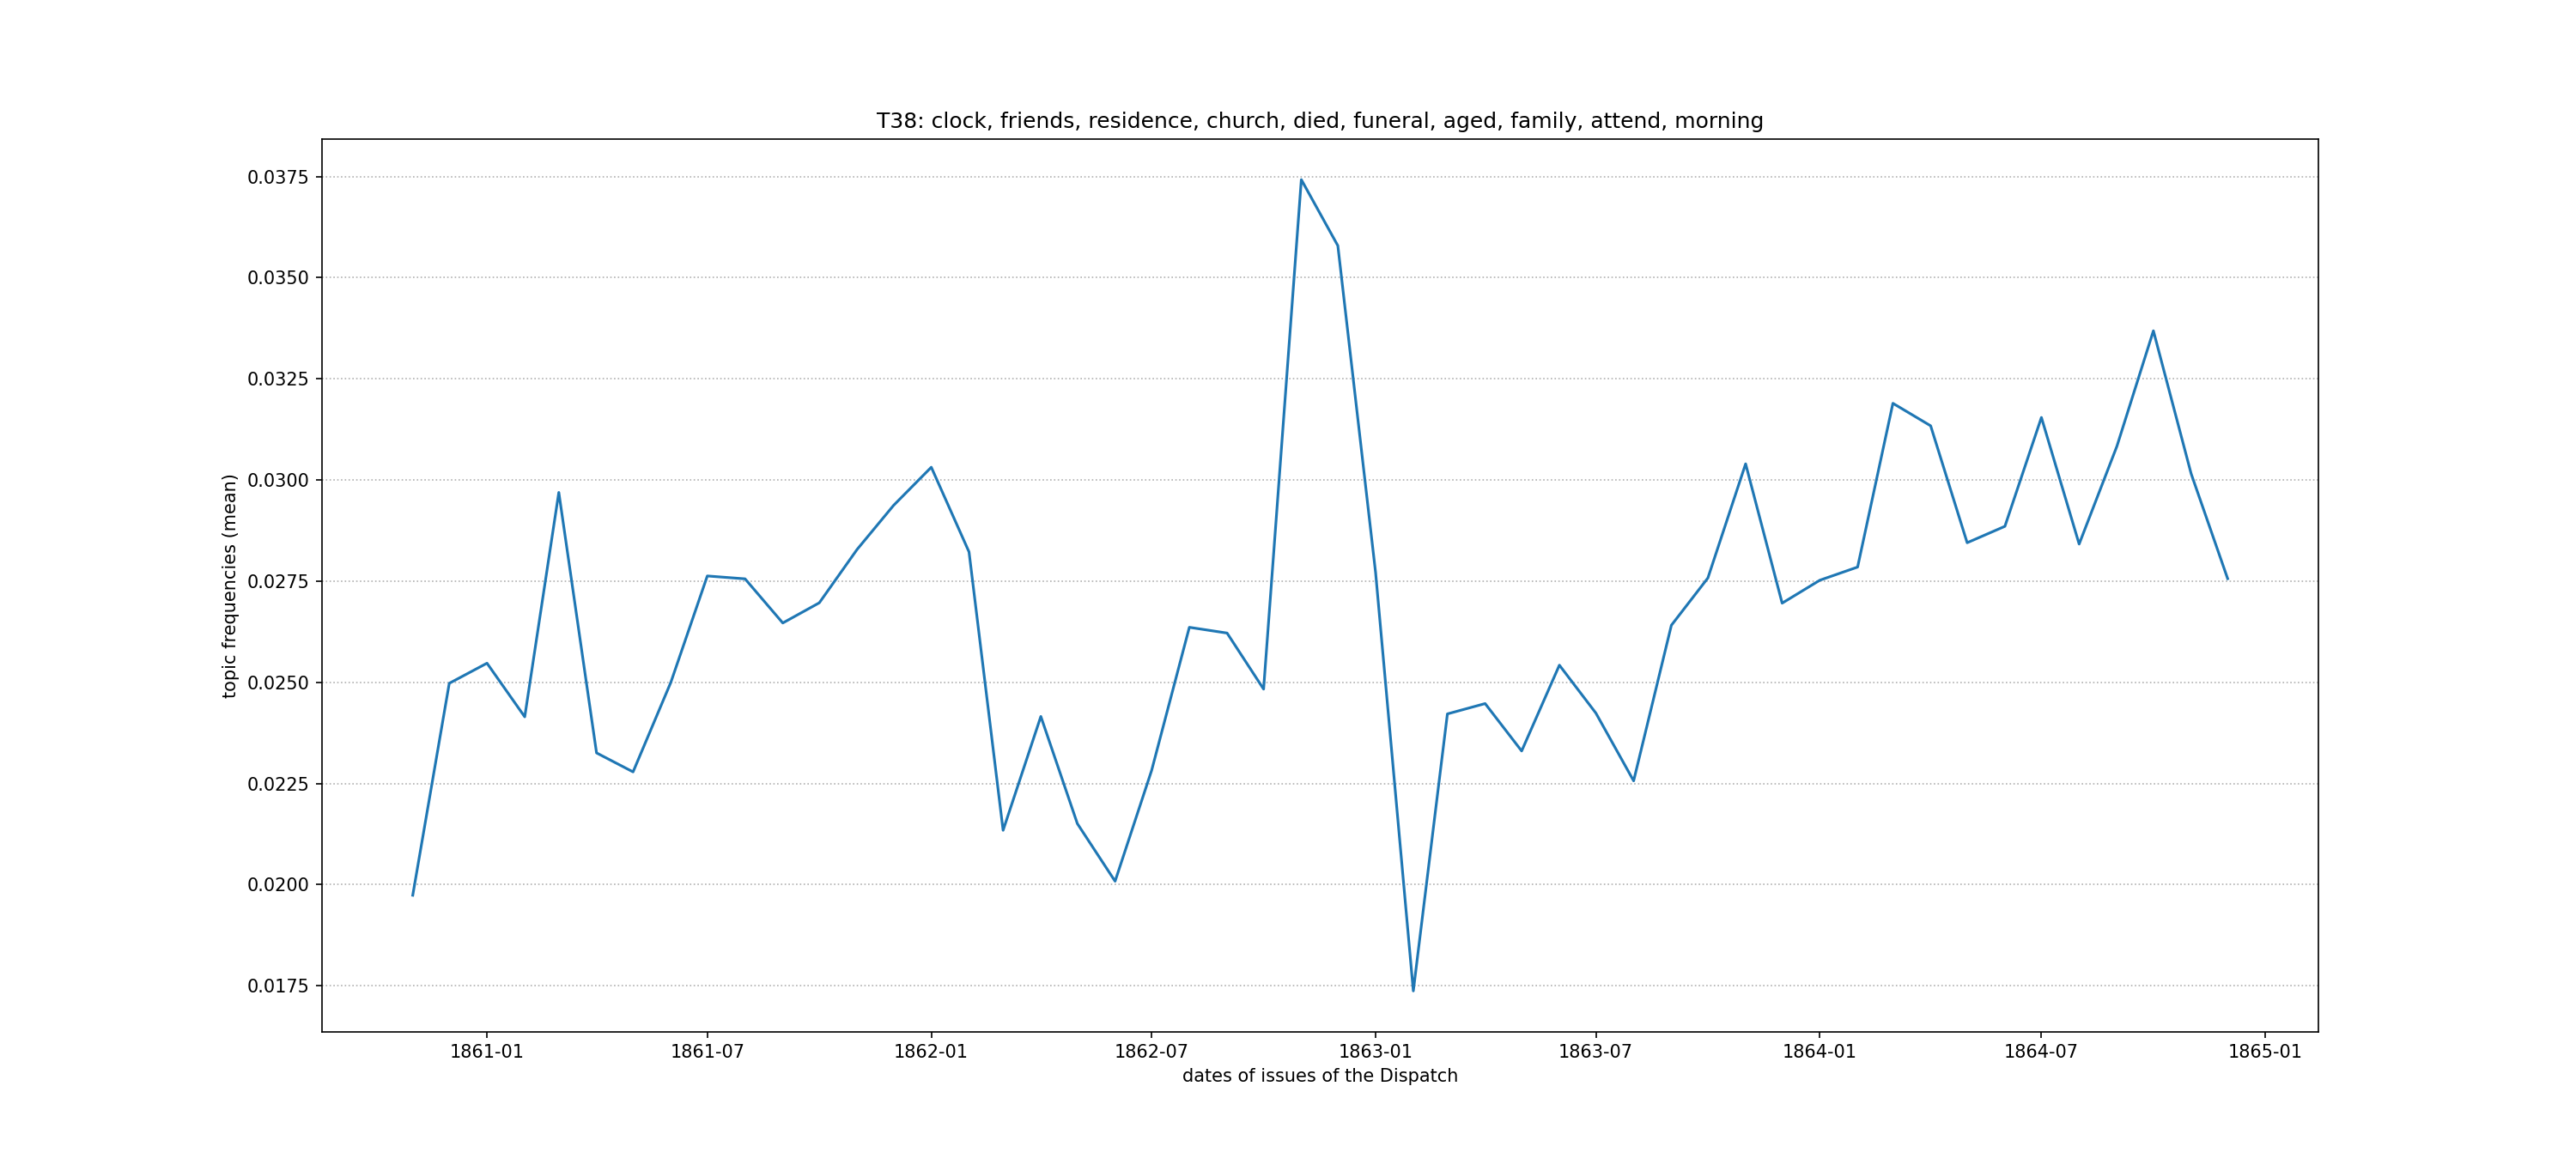 T38: clock, friends, residence, church, died, funeral, aged, family, attend, morning
topic frequencies (mean)
0.0375
0.0350
0.0325
0.0300
0.0275
0.0250
0.0225
0.0200
0.0175
1861-01 1861-07 1862-01 1862-07 1863-01 1863-07 1864-01 1864-07 1865-01
dates of issues of the Dispatch